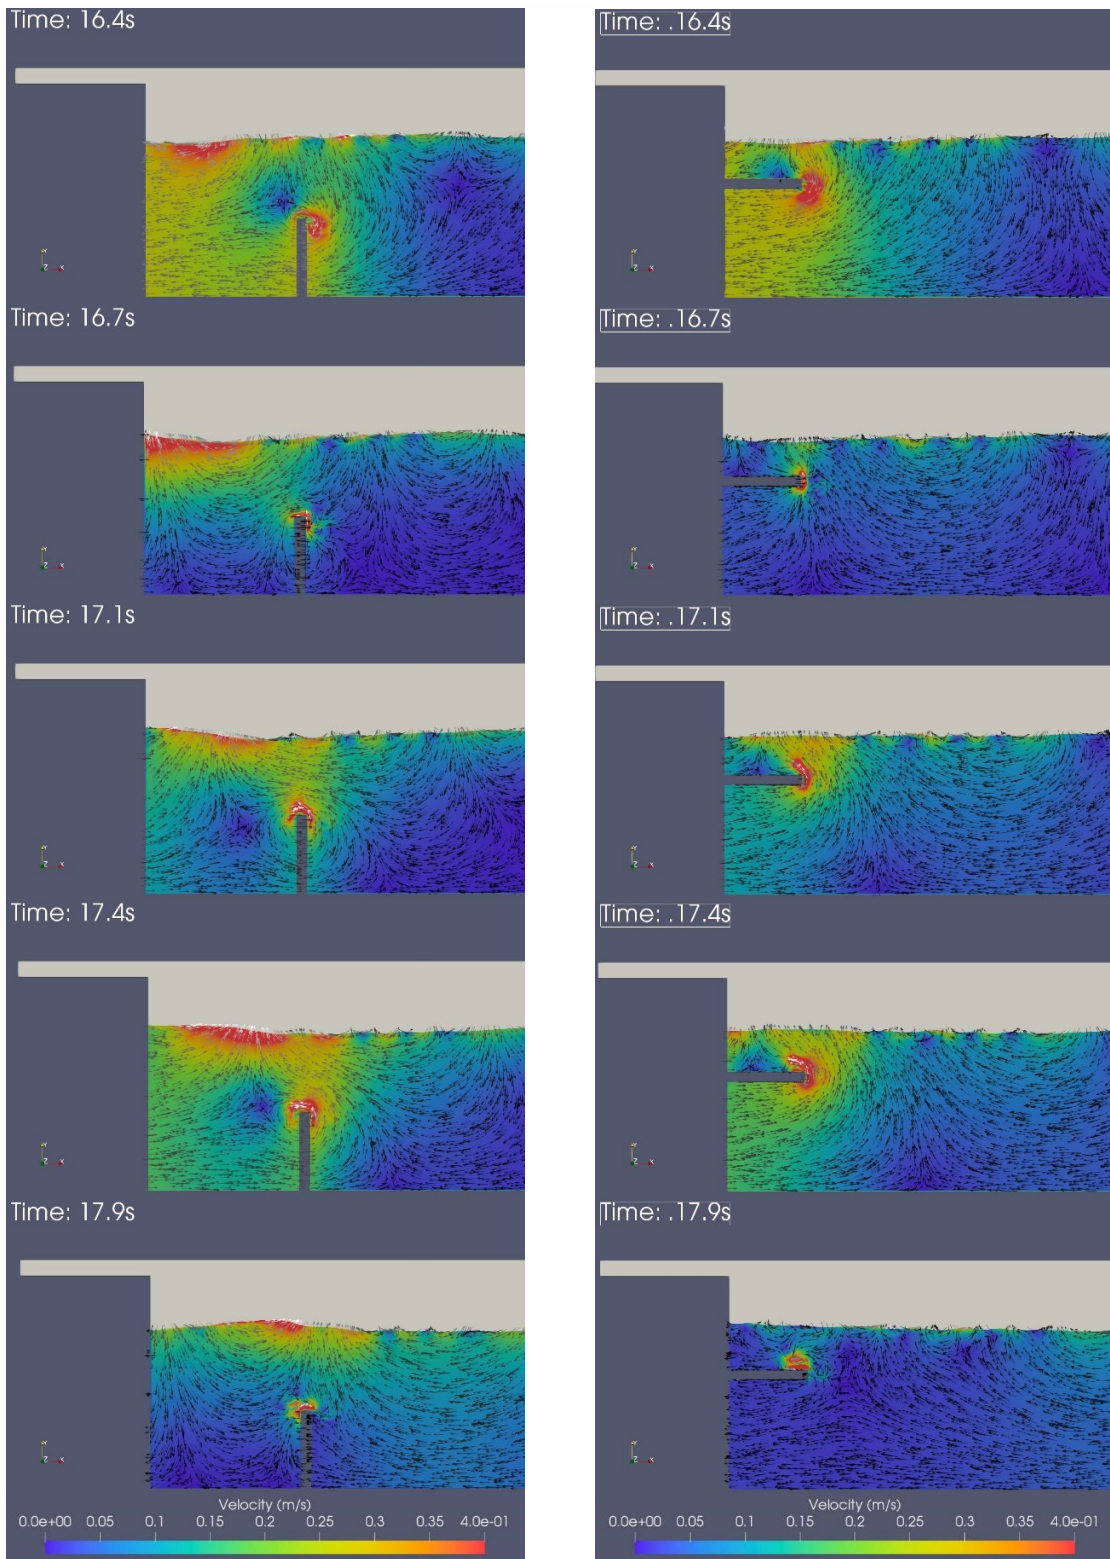 Time: 16.4s
Time: .16.4s
Time: 16.7s
Time: .16.7s
Time: 17.1s
Time: .17.1s
Time: 17.4s
Time: .17.4s
Time: 17.9s
Time: .17.9s
Velocity (m/s)
0.0e+00 0.05 0.1 0.15 0.2 0.25 0.3 0.35 4.0e-01
Velocity (m/s)
0.0e+00 0.05 0.1 0.15 0.2 0.25 0.3 0.35 4.0e-01